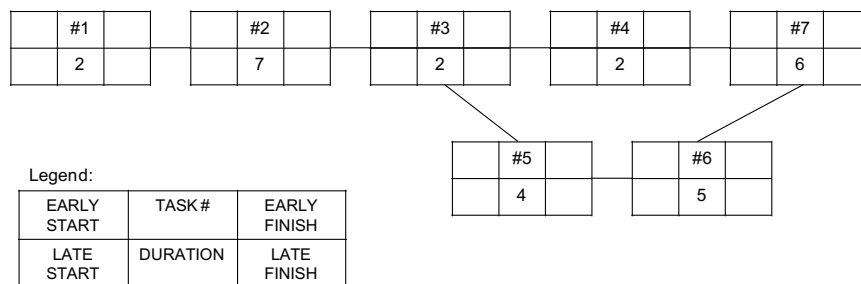 #1 #2 #3 #4 #7
2 7 2 2 6
#5 #6
4 5
Legend:
EARLY START TASK # EARLY FINISH
LATE START DURATION LATE FINISH